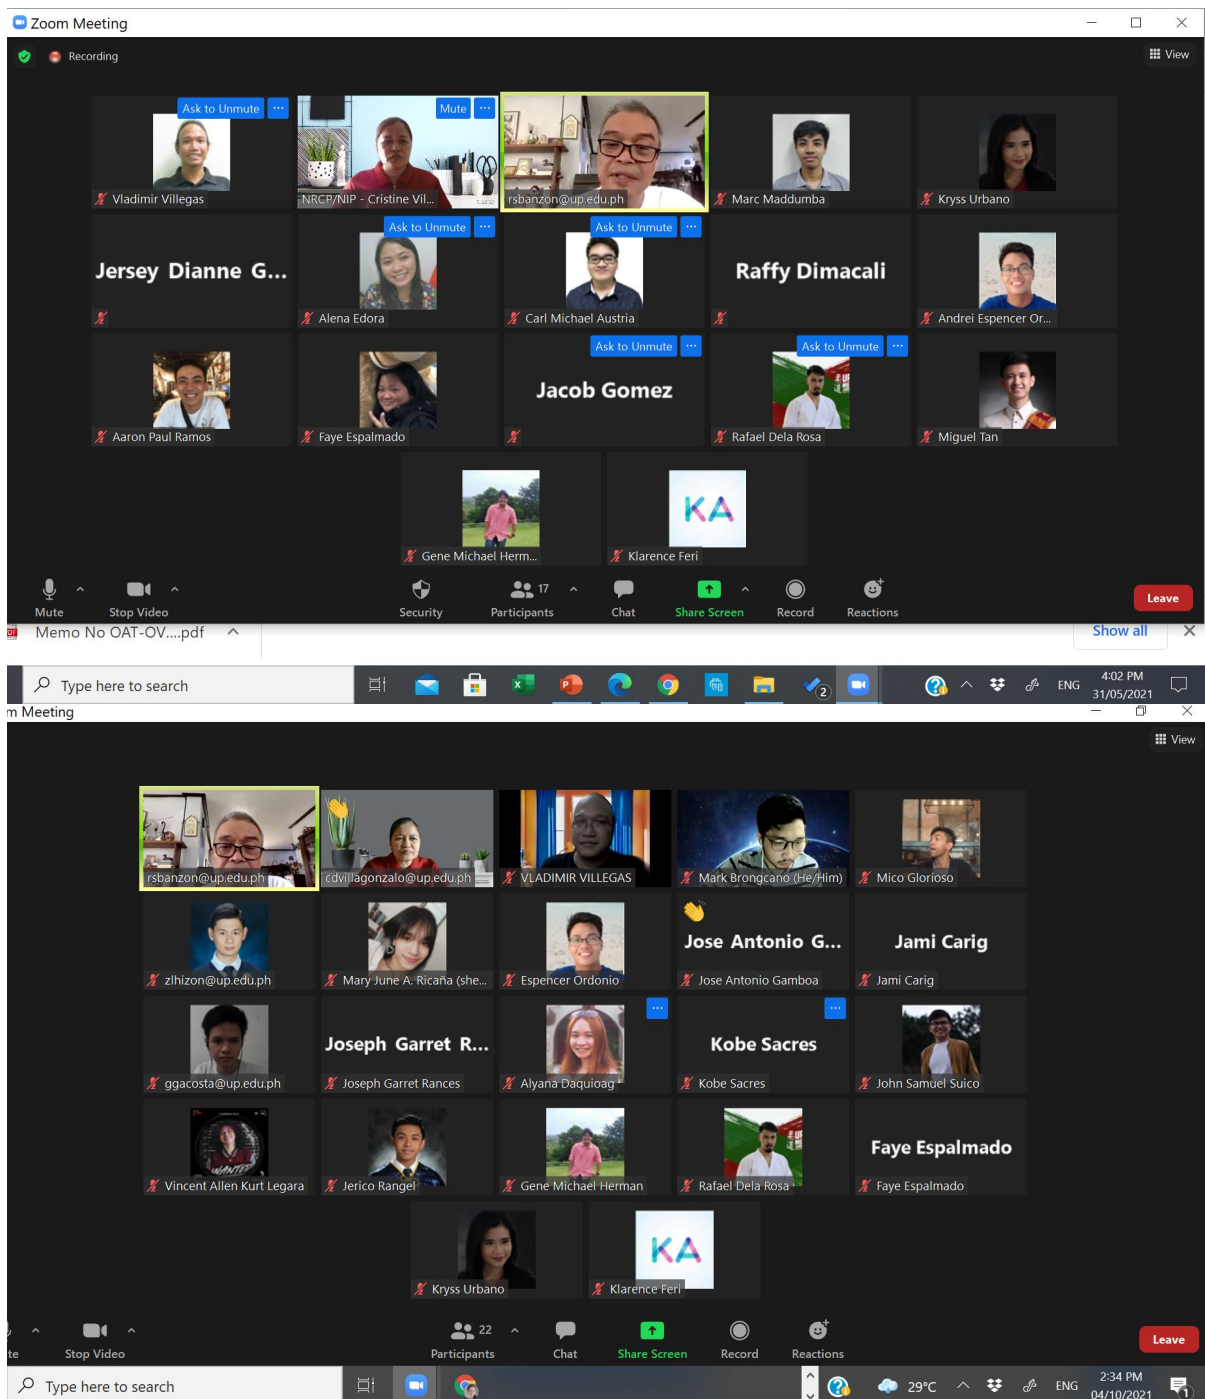 Zoom Meeting
Recording
View
Ask to Unmute ...
Mute ...
Vladimir Villegas
NRCP/NIP - Cristine Vil...
rsbanzon@up.edu.ph
Marc Maddumba
Kryss Urbano
Ask to Unmute ...
Ask to Unmute ...
Jersey Dianne G...
Raffy Dimacali
Alena Edora
Carl Michael Austria
Andrei Espencer Or...
Ask to Unmute ...
Ask to Unmute ...
Jacob Gomez
Aaron Paul Ramos
Faye Espalmado
Rafael Dela Rosa
Miguel Tan
KA
Gene Michael Herm...
Klarence Feri
17
Mute
Stop Video
Security
Participants
Chat
Share Screen
Record
Reactions
Leave
Memo No OAT-OV....pdf
Show all
Type here to search
2
ENG
4:02 PM
31/05/2021
m Meeting
View
rsbanzon@up.edu.ph
cdvillagonzalo@up.edu.ph
VLADIMIR VILLEGAS
Mark Brongcano (He/Him)
Mico Glorioso
Jose Antonio G...
Jami Carig
zlhizon@up.edu.ph
Mary June A. Ricaña (she...
Espencer Ordonio
Jose Antonio Gamboa
Jami Carig
...
...
Joseph Garret R...
Kobe Sacres
ggacosta@up.edu.ph
Joseph Garret Rances
Alyana Daquioag
Kobe Sacres
John Samuel Suico
WANTED
Faye Espalmado
Vincent Allen Kurt Legara
Jerico Rangel
Gene Michael Herman
Rafael Dela Rosa
Faye Espalmado
KA
Kryss Urbano
Klarence Feri
22
te
Stop Video
Participants
Chat
Share Screen
Record
Reactions
Leave
Type here to search
29°C
ENG
2:34 PM
04/10/2021
1